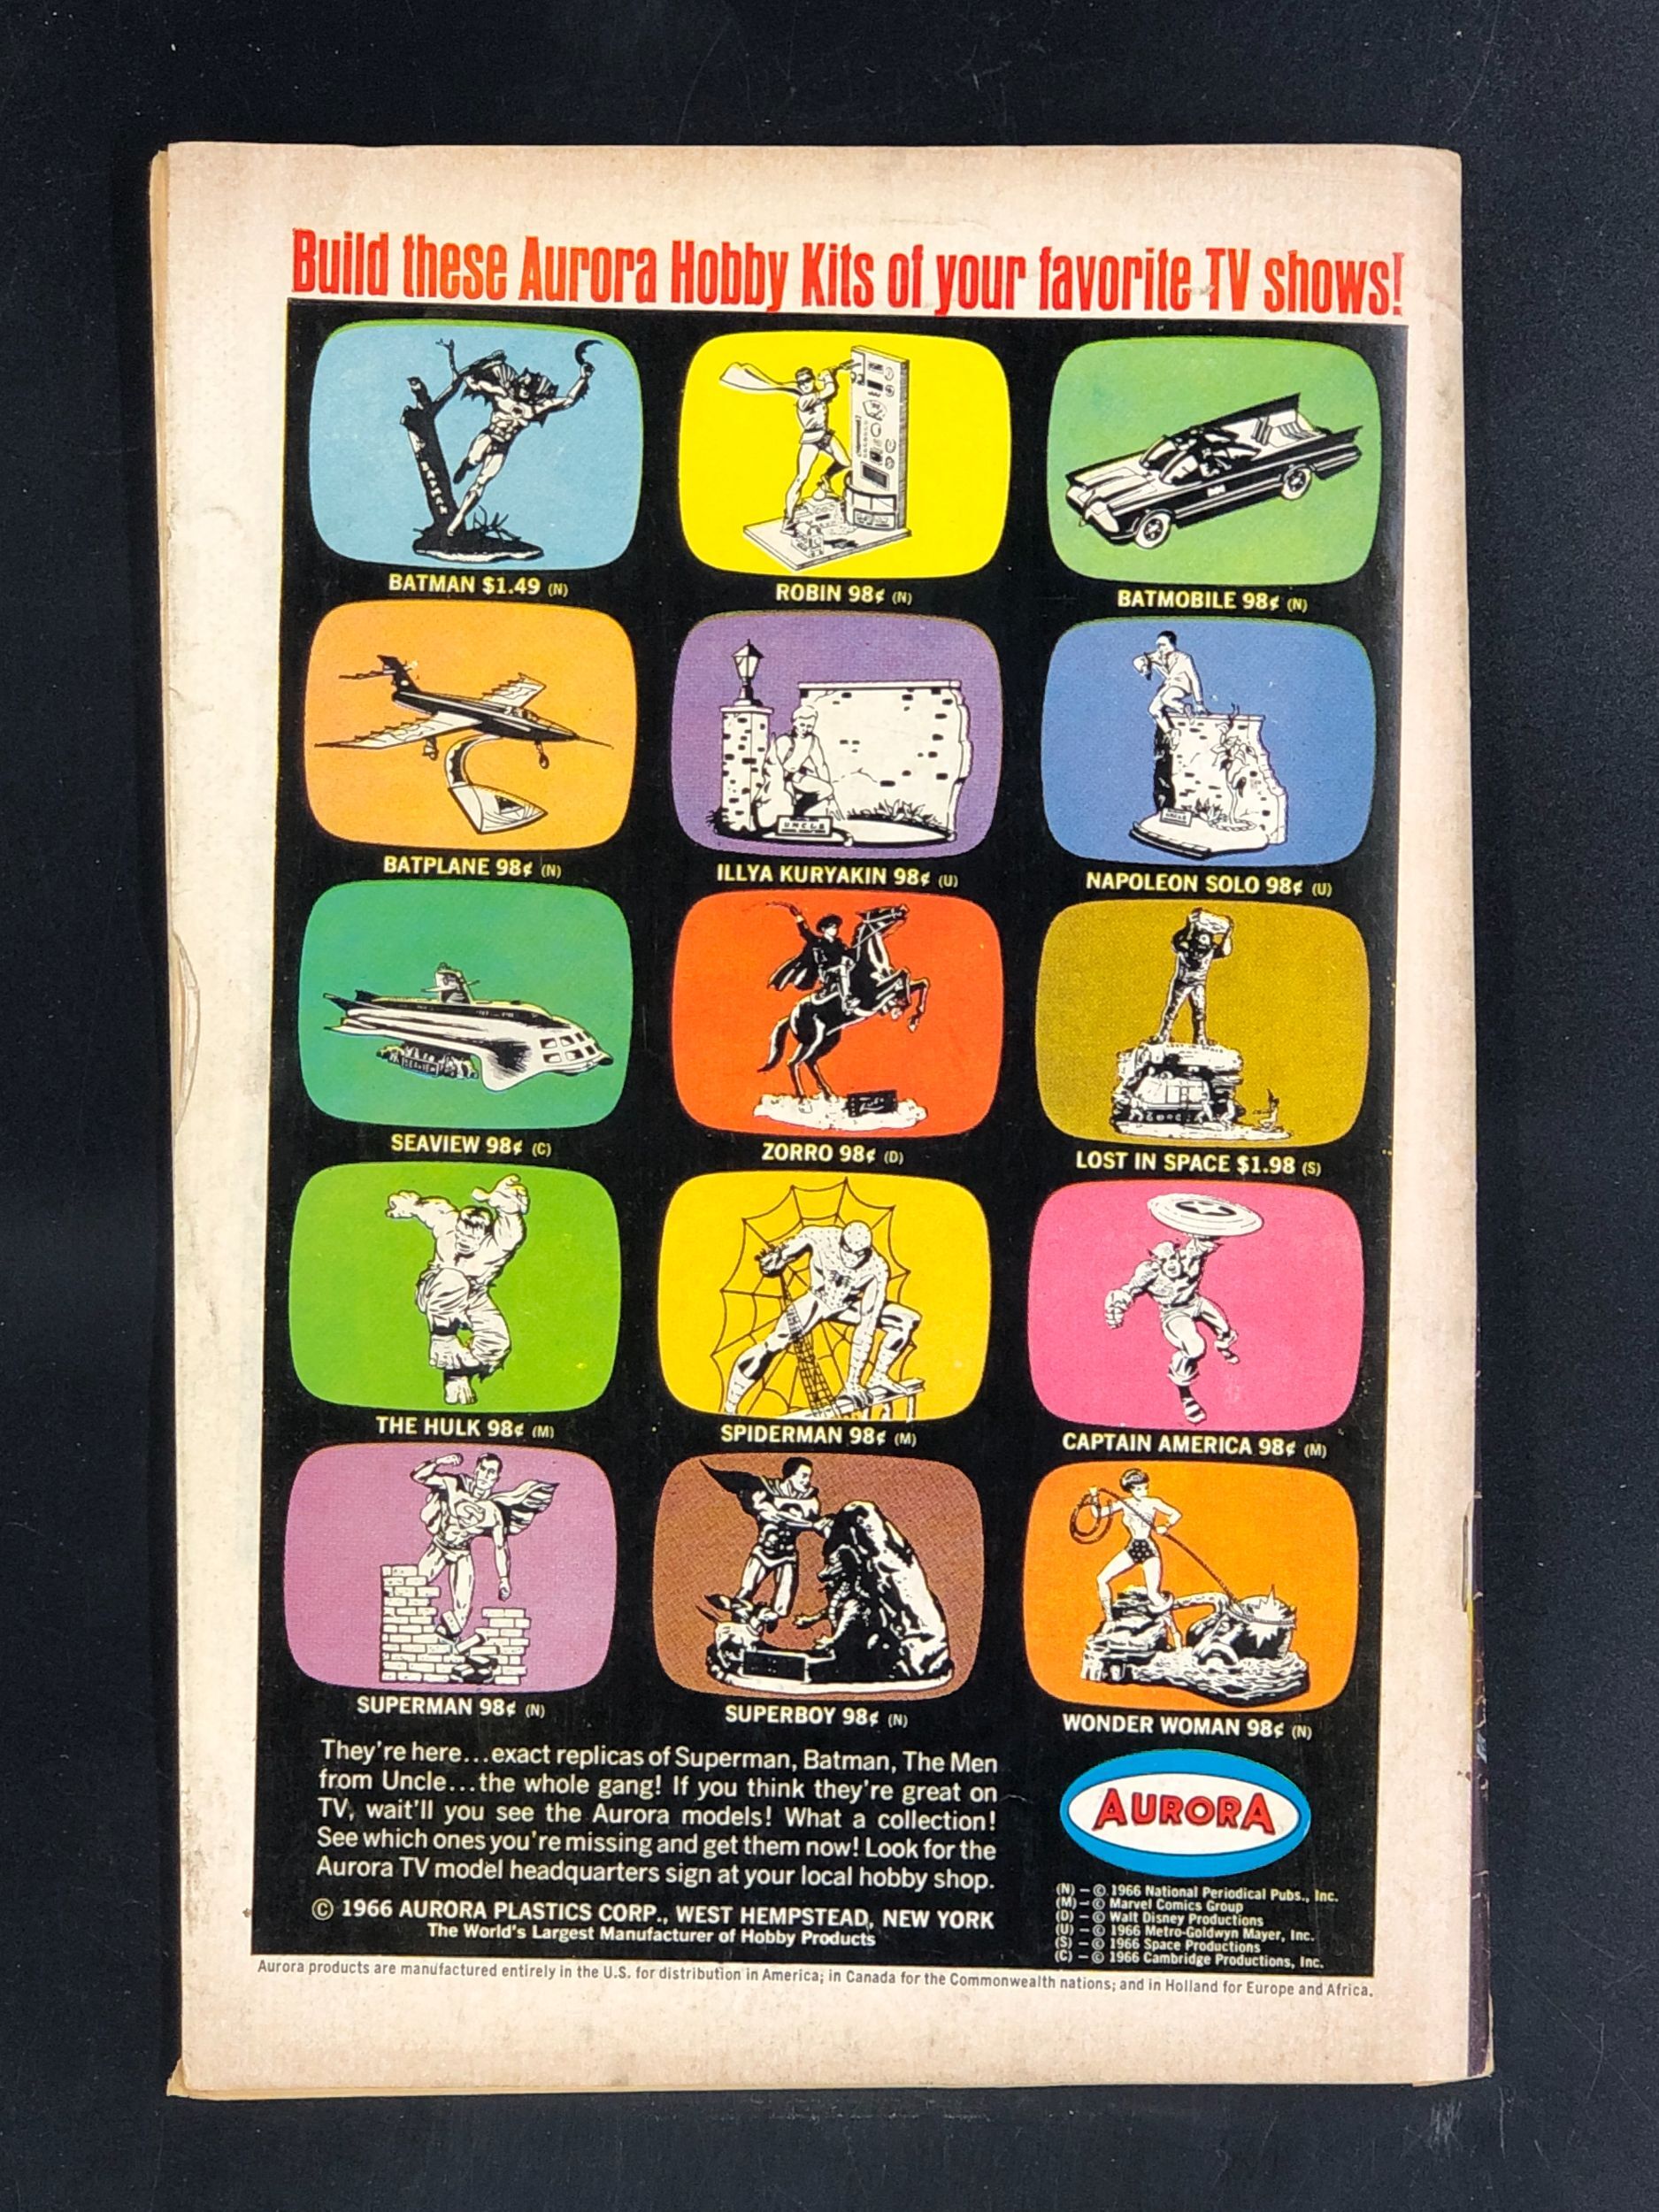 Build these Aurora Hobby Kits of your favorite TV shows!
BATMAN
BATMAN $1.49 (N)
ROBIN 98¢ (N)
BATMOBILE 98¢ (N)
BATPLANE 98¢ (N)
U.N.C.L.E.
ILLYA KURYAKIN 98¢ (U)
NAPOLEON SOLO 98¢ (U)
SEAVIEW 98¢ (C)
ZORRO 98¢ (D)
LOST IN SPACE $1.98 (S)
THE HULK 98¢ (M)
SPIDERMAN 98¢ (M)
CAPTAIN AMERICA 98¢ (M)
S
SUPERMAN 98¢ (N)
SUPERBOY 98¢ (N)
WONDER WOMAN 98¢ (N)
They're here...exact replicas of Superman, Batman, The Men
from Uncle...the whole gang! If you think they're great on
TV, wait'll you see the Aurora models! What a collection!
See which ones you're missing and get them now! Look for the
Aurora TV model headquarters sign at your local hobby shop.
© 1966 AURORA PLASTICS CORP., WEST HEMPSTEAD, NEW YORK
The World's Largest Manufacturer of Hobby Products
AURORA
(N) – © 1966 National Periodical Pubs., Inc.
(M) – © Marvel Comics Group
(D) – © Walt Disney Productions
(U) – © 1966 Metro-Goldwyn Mayer, Inc.
(S) – © 1966 Space Productions
(C) – © 1966 Cambridge Productions, Inc.
Aurora products are manufactured entirely in the U.S. for distribution in America; in Canada for the Commonwealth nations; and in Holland for Europe and Africa.